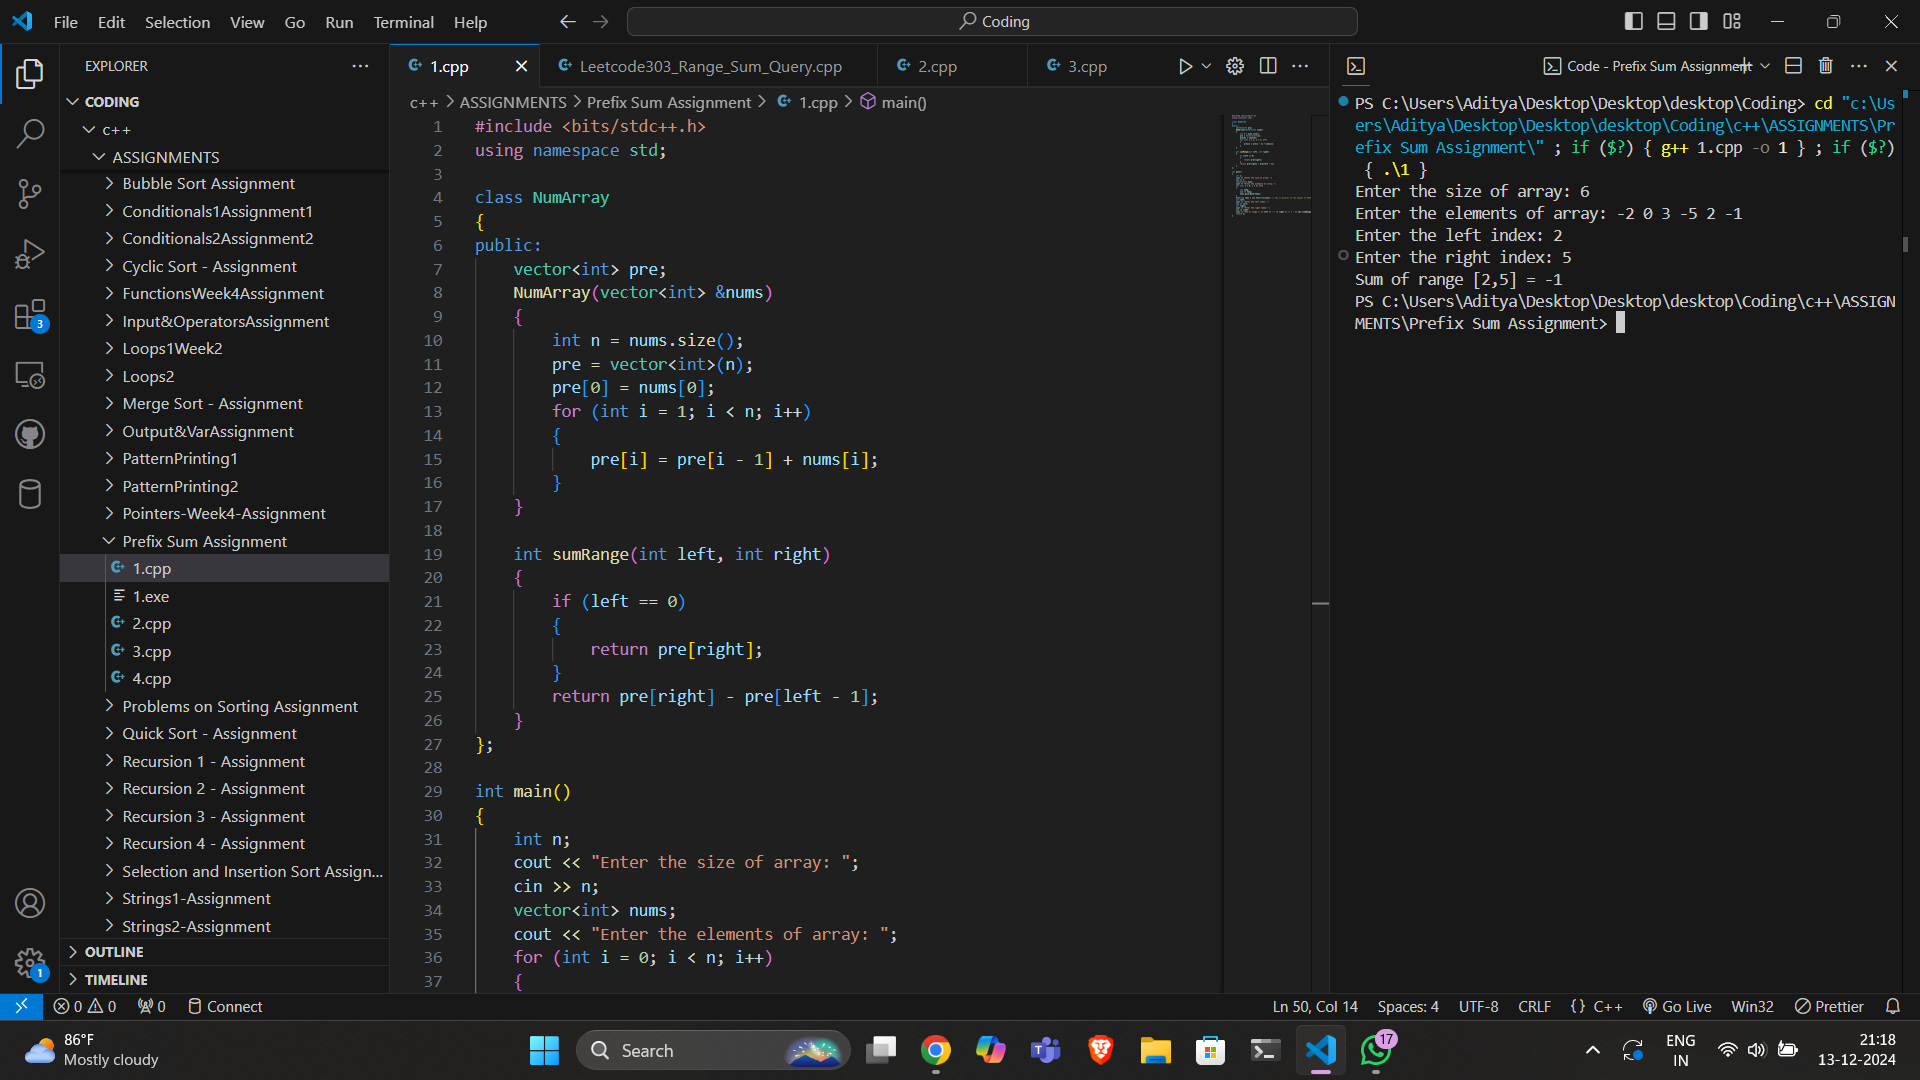 File Edit Selection View Go Run Terminal Help
Coding
EXPLORER
CODING
c++
ASSIGNMENTS
Bubble Sort Assignment
Conditionals1Assignment1
Conditionals2Assignment2
Cyclic Sort - Assignment
FunctionsWeek4Assignment
Input&OperatorsAssignment
Loops1Week2
Loops2
Merge Sort - Assignment
Output&VarAssignment
PatternPrinting1
PatternPrinting2
Pointers-Week4-Assignment
Prefix Sum Assignment
1.cpp
1.exe
2.cpp
3.cpp
4.cpp
Problems on Sorting Assignment
Quick Sort - Assignment
Recursion 1 - Assignment
Recursion 2 - Assignment
Recursion 3 - Assignment
Recursion 4 - Assignment
Selection and Insertion Sort Assign...
Strings1-Assignment
Strings2-Assignment
OUTLINE
TIMELINE
3
1
1.cpp Leetcode303_Range_Sum_Query.cpp 2.cpp 3.cpp
c++ > ASSIGNMENTS > Prefix Sum Assignment > 1.cpp > main()
1 #include <bits/stdc++.h>
2 using namespace std;
3
4 class NumArray
5 {
6 public:
7 vector<int> pre;
8 NumArray(vector<int> &nums)
9 {
10 int n = nums.size();
11 pre = vector<int>(n);
12 pre[0] = nums[0];
13 for (int i = 1; i < n; i++)
14 {
15 pre[i] = pre[i - 1] + nums[i];
16 }
17 }
18
19 int sumRange(int left, int right)
20 {
21 if (left == 0)
22 {
23 return pre[right];
24 }
25 return pre[right] - pre[left - 1];
26 }
27 };
28
29 int main()
30 {
31 int n;
32 cout << "Enter the size of array: ";
33 cin >> n;
34 vector<int> nums;
35 cout << "Enter the elements of array: ";
36 for (int i = 0; i < n; i++)
37 {
Code - Prefix Sum Assignment
PS C:\Users\Aditya\Desktop\Desktop\desktop\Coding> cd "c:\Us
ers\Aditya\Desktop\Desktop\desktop\Coding\c++\ASSIGNMENTS\Pr
efix Sum Assignment\" ; if ($?) { g++ 1.cpp -o 1 } ; if ($?)
{ .\1 }
Enter the size of array: 6
Enter the elements of array: -2 0 3 -5 2 -1
Enter the left index: 2
Enter the right index: 5
Sum of range [2,5] = -1
PS C:\Users\Aditya\Desktop\Desktop\desktop\Coding\c++\ASSIGN
MENTS\Prefix Sum Assignment>
0 0 0 Connect Ln 50, Col 14 Spaces: 4 UTF-8 CRLF {} C++ Go Live Win32 Prettier
86°F
Mostly cloudy
Search
17
ENG
IN
21:18
13-12-2024